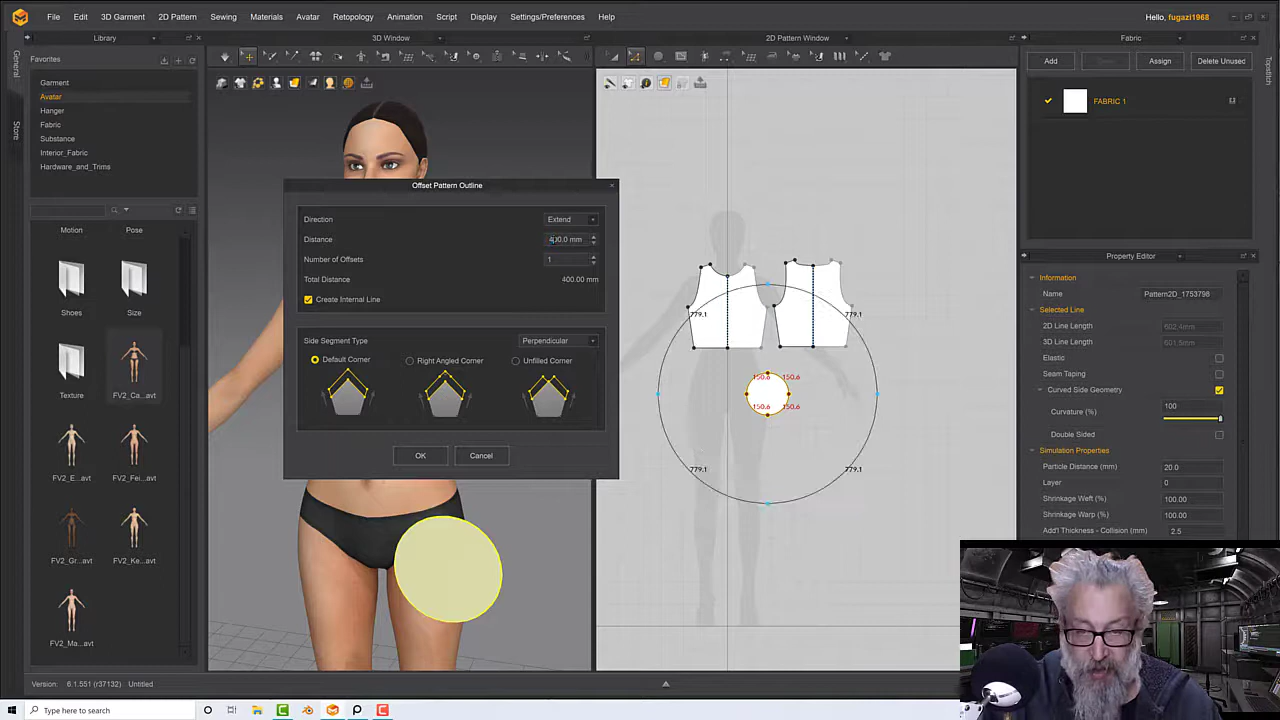 File Edit 3D Garment 2D Pattern Sewing Materials Avatar Retopology Animation Script Display Settings/Preferences Help
Hello, fugazi1968
General
Store
Library
3D Window
2D Pattern Window
Fabric
Topstitch
Favorites
Garment
Avatar
Hanger
Fabric
Substance
Interior_Fabric
Hardware_and_Trims
Add
Assign
Delete Unused
FABRIC 1
Motion Pose
Shoes Size
Texture FV2_Ca...avt
FV2_E...avt FV2_Fei...avt
FV2_Gr...avt FV2_Ke...avt
FV2_Ma...avt
Offset Pattern Outline
Direction Extend
Distance 400.0 mm
Number of Offsets 1
Total Distance 400.00 mm
Create Internal Line
Side Segment Type Perpendicular
Default Corner Right Angled Corner Unfilled Corner
OK Cancel
779.1 779.1
150.6 150.6
150.6 150.6
779.1 779.1
Property Editor
Information
Name Pattern2D_1753798
Selected Line
2D Line Length 602.4mm
3D Line Length 601.5mm
Elastic
Seam Taping
Curved Side Geometry
Curvature (%) 100
Double Sided
Simulation Properties
Particle Distance (mm) 20.0
Layer 0
Shrinkage Weft (%) 100.00
Shrinkage Warp (%) 100.00
Add'l Thickness - Collision (mm) 2.5
Version: 6.1.551 (r37132) Untitled
Type here to search